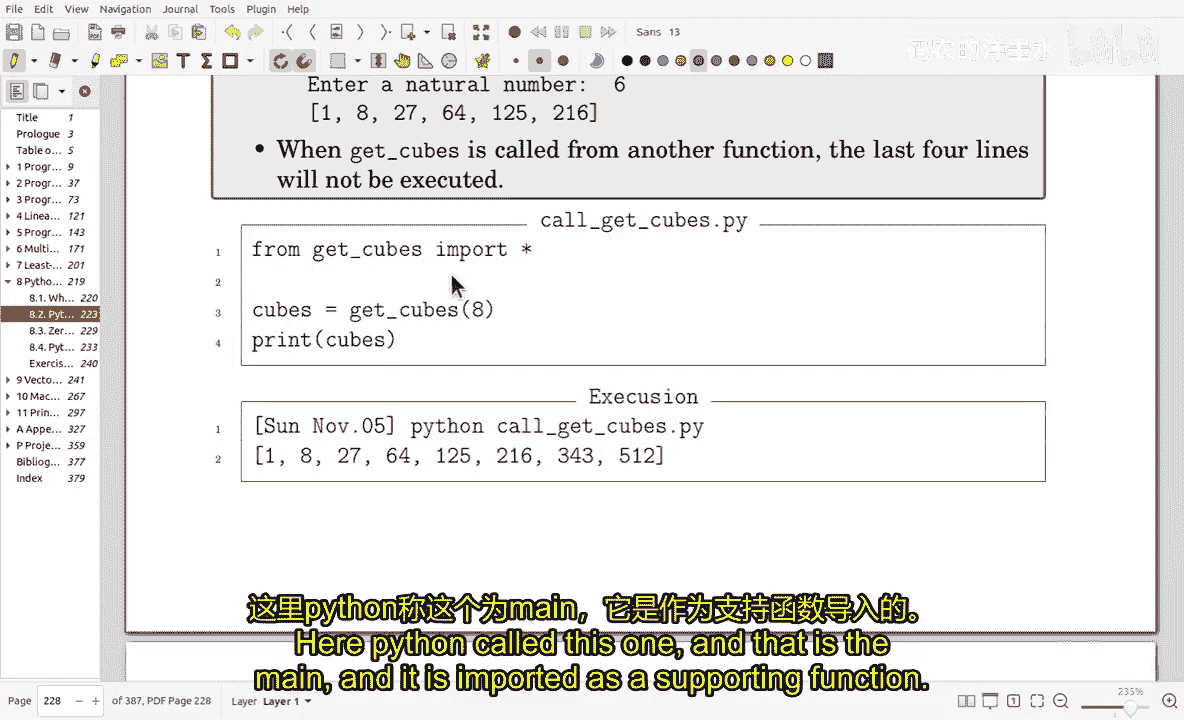 File Edit View Navigation Journal Tools Plugin Help
Sans 13
码农的洋芋水
bilibili
Title 1
Prologue 3
Table o... 5
1 Progr... 9
2 Progr... 37
3 Progr... 73
4 Linea... 121
5 Progr... 143
6 Multi... 171
7 Least-... 201
8 Pytho... 219
8.1. Wh... 220
8.2. Pyt... 223
8.3. Zer... 229
8.4. Pyt... 233
Exercis... 240
9 Vecto... 241
10 Mac... 267
11 Prin... 297
A Appe... 327
P Proje... 359
Bibliog... 377
Index 379
Enter a natural number: 6
[1, 8, 27, 64, 125, 216]
• When get_cubes is called from another function, the last four lines
will not be executed.
call_get_cubes.py
1 from get_cubes import *
2
3 cubes = get_cubes(8)
4 print(cubes)
Execusion
1 [Sun Nov.05] python call_get_cubes.py
2 [1, 8, 27, 64, 125, 216, 343, 512]
这里python称这个为main，它是作为支持函数导入的。
Here python called this one, and that is the
main, and it is imported as a supporting function.
Page 228 of 387, PDF Page 228 Layer Layer 1 235%